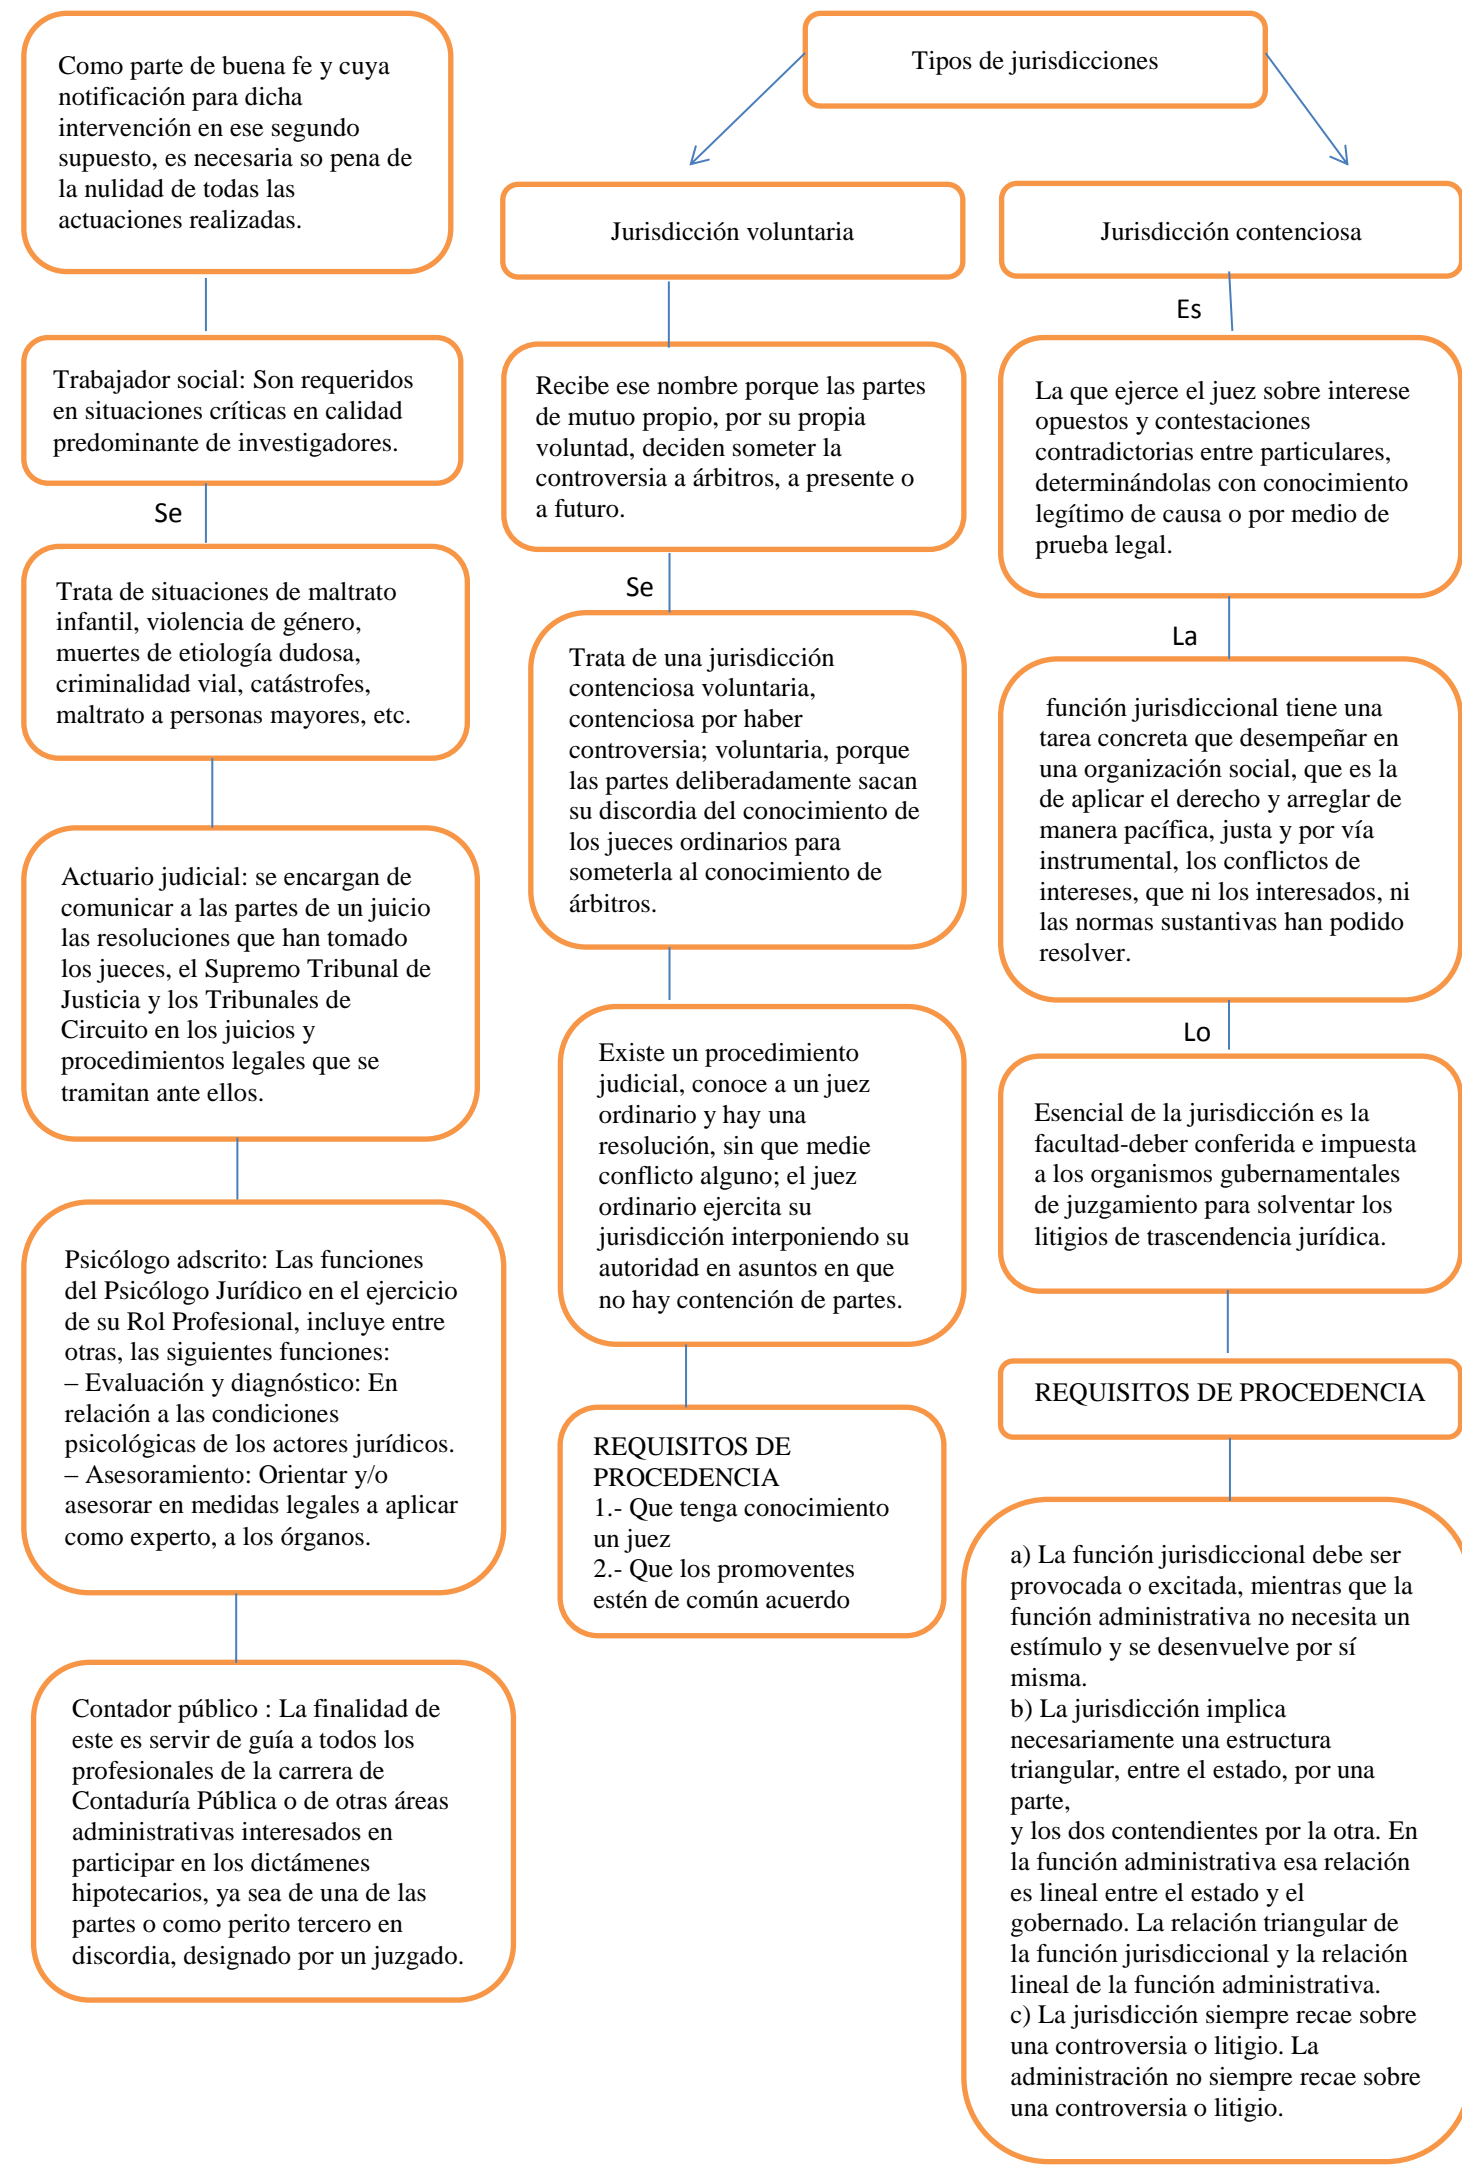 Como parte de buena fe y cuya
notificación para dicha
intervención en ese segundo
supuesto, es necesaria so pena de
la nulidad de todas las
actuaciones realizadas.
Trabajador social: Son requeridos
en situaciones críticas en calidad
predominante de investigadores.
Se
Trata de situaciones de maltrato
infantil, violencia de género,
muertes de etiología dudosa,
criminalidad vial, catástrofes,
maltrato a personas mayores, etc.
Actuario judicial: se encargan de
comunicar a las partes de un juicio
las resoluciones que han tomado
los jueces, el Supremo Tribunal de
Justicia y los Tribunales de
Circuito en los juicios y
procedimientos legales que se
tramitan ante ellos.
Psicólogo adscrito: Las funciones
del Psicólogo Jurídico en el ejercicio
de su Rol Profesional, incluye entre
otras, las siguientes funciones:
– Evaluación y diagnóstico: En
relación a las condiciones
psicológicas de los actores jurídicos.
– Asesoramiento: Orientar y/o
asesorar en medidas legales a aplicar
como experto, a los órganos.
Contador público : La finalidad de
este es servir de guía a todos los
profesionales de la carrera de
Contaduría Pública o de otras áreas
administrativas interesados en
participar en los dictámenes
hipotecarios, ya sea de una de las
partes o como perito tercero en
discordia, designado por un juzgado.
Tipos de jurisdicciones
Jurisdicción voluntaria
Recibe ese nombre porque las partes
de mutuo propio, por su propia
voluntad, deciden someter la
controversia a árbitros, a presente o
a futuro.
Se
Trata de una jurisdicción
contenciosa voluntaria,
contenciosa por haber
controversia; voluntaria, porque
las partes deliberadamente sacan
su discordia del conocimiento de
los jueces ordinarios para
someterla al conocimiento de
árbitros.
Existe un procedimiento
judicial, conoce a un juez
ordinario y hay una
resolución, sin que medie
conflicto alguno; el juez
ordinario ejercita su
jurisdicción interponiendo su
autoridad en asuntos en que
no hay contención de partes.
REQUISITOS DE
PROCEDENCIA
1.- Que tenga conocimiento
un juez
2.- Que los promoventes
estén de común acuerdo
Jurisdicción contenciosa
Es
La que ejerce el juez sobre interese
opuestos y contestaciones
contradictorias entre particulares,
determinándolas con conocimiento
legítimo de causa o por medio de
prueba legal.
La
función jurisdiccional tiene una
tarea concreta que desempeñar en
una organización social, que es la
de aplicar el derecho y arreglar de
manera pacífica, justa y por vía
instrumental, los conflictos de
intereses, que ni los interesados, ni
las normas sustantivas han podido
resolver.
Lo
Esencial de la jurisdicción es la
facultad-deber conferida e impuesta
a los organismos gubernamentales
de juzgamiento para solventar los
litigios de trascendencia jurídica.
REQUISITOS DE PROCEDENCIA
a) La función jurisdiccional debe ser
provocada o excitada, mientras que la
función administrativa no necesita un
estímulo y se desenvuelve por sí
misma.
b) La jurisdicción implica
necesariamente una estructura
triangular, entre el estado, por una
parte,
y los dos contendientes por la otra. En
la función administrativa esa relación
es lineal entre el estado y el
gobernado. La relación triangular de
la función jurisdiccional y la relación
lineal de la función administrativa.
c) La jurisdicción siempre recae sobre
una controversia o litigio. La
administración no siempre recae sobre
una controversia o litigio.